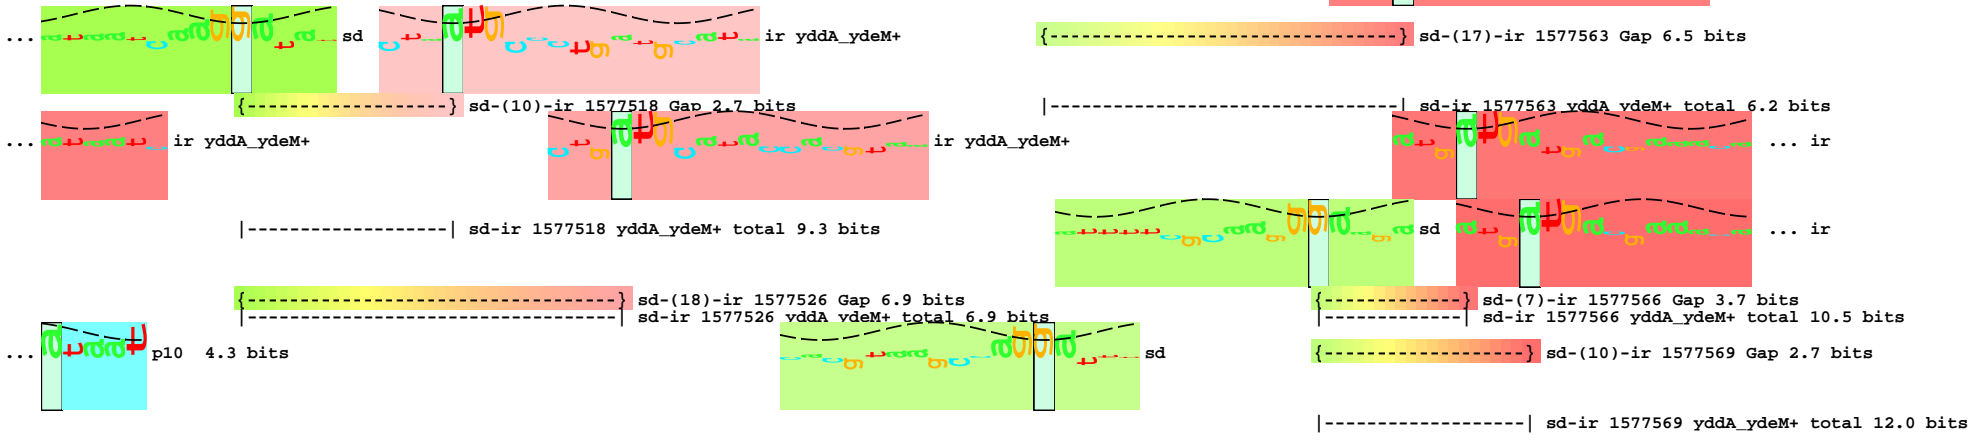 ... sd ir yddA_ydeM+ {-----------------------------------} sd-(17)-ir 1577563 Gap 6.5 bits
{--------------------} sd-(10)-ir 1577518 Gap 2.7 bits |----------------------------------| sd-ir 1577563 yddA_ydeM+ total 6.2 bits
... ir yddA_ydeM+ ir yddA_ydeM+ ... ir
|-------------------| sd-ir 1577518 yddA_ydeM+ total 9.3 bits sd ... ir
{------------------------------------} sd-(18)-ir 1577526 Gap 6.9 bits {--------------} sd-(7)-ir 1577566 Gap 3.7 bits
|------------------------------------| sd-ir 1577526 yddA_ydeM+ total 6.9 bits |--------------| sd-ir 1577566 yddA_ydeM+ total 10.5 bits
... p10 4.3 bits sd {--------------------} sd-(10)-ir 1577569 Gap 2.7 bits
|--------------------| sd-ir 1577569 yddA_ydeM+ total 12.0 bits